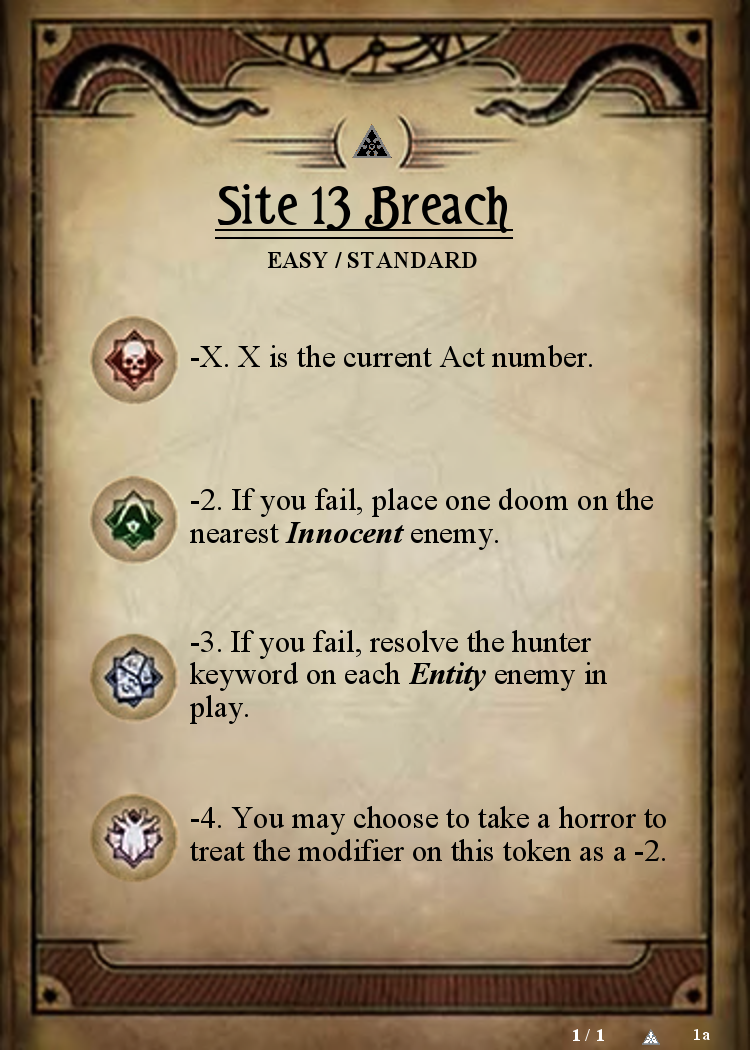 Site 13 Breach
EASY / STANDARD
-X. X is the current Act number.
-2. If you fail, place one doom on the
nearest Innocent enemy.
-3. If you fail, resolve the hunter
keyword on each Entity enemy in
play.
-4. You may choose to take a horror to
treat the modifier on this token as a -2.
1 / 1
1a